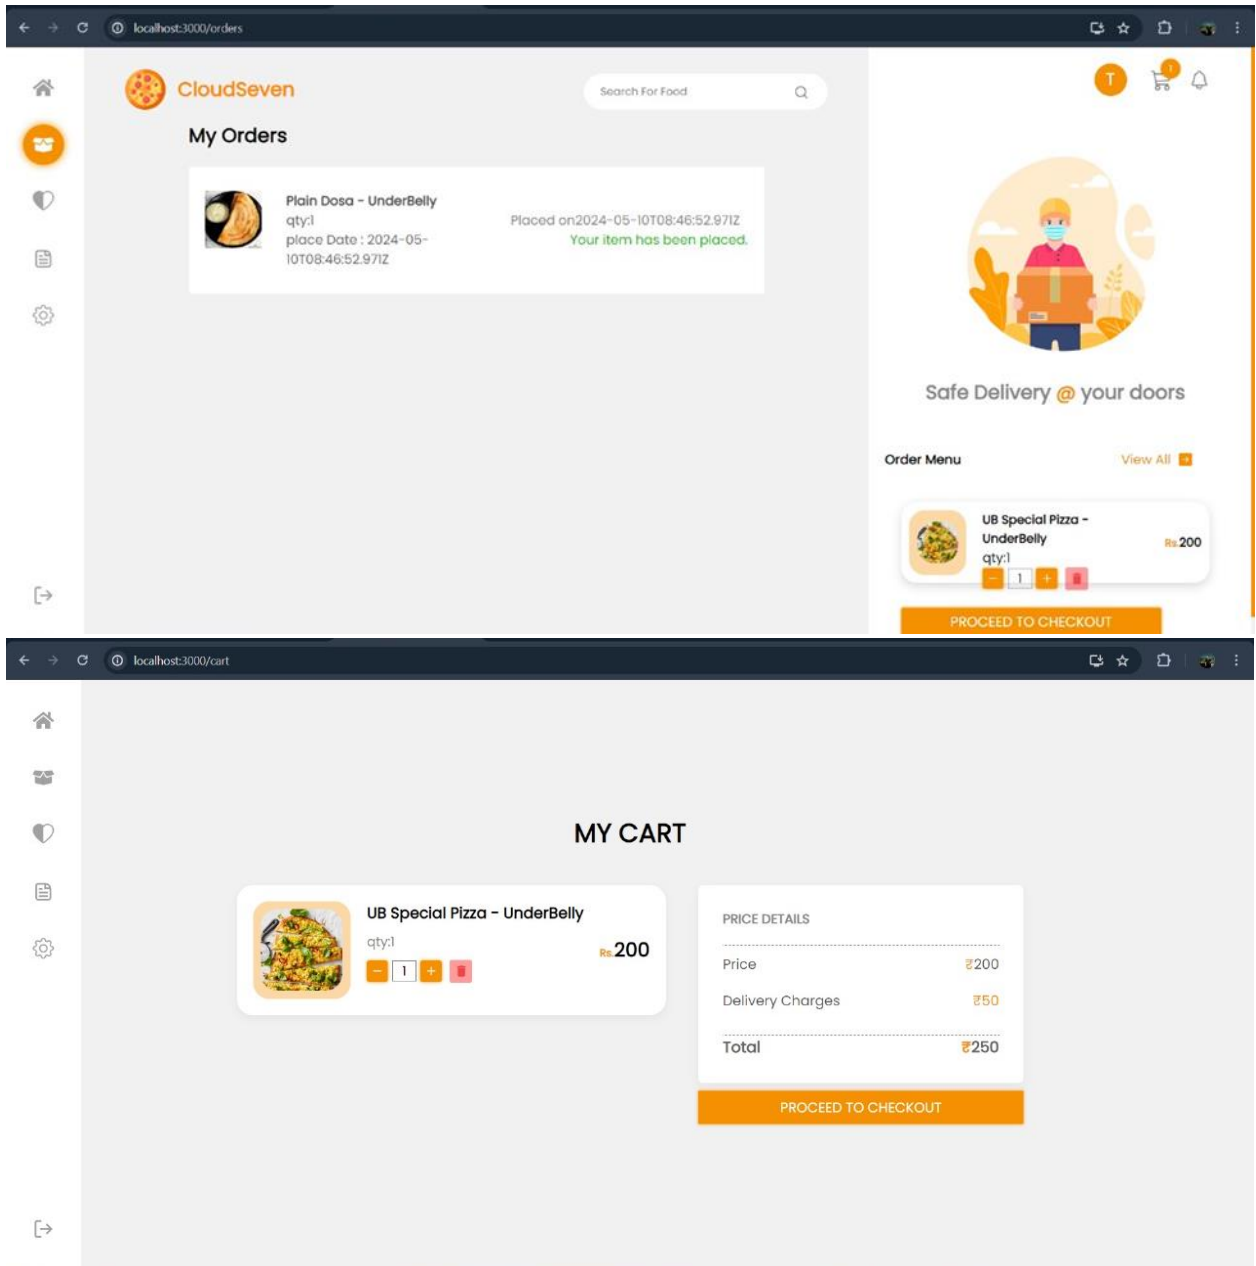 localhost:3000/orders
CloudSeven
Search For Food
T
1
My Orders
Plain Dosa - UnderBelly
qty:1
place Date : 2024-05-
10T08:46:52.971Z
Placed on2024-05-10T08:46:52.971Z
Your item has been placed.
Safe Delivery @ your doors
Order Menu
View All
UB Special Pizza -
UnderBelly
qty:1
Rs.200
- 1 +
PROCEED TO CHECKOUT
localhost:3000/cart
MY CART
UB Special Pizza - UnderBelly
qty:1
Rs.200
- 1 +
PRICE DETAILS
Price ₹200
Delivery Charges ₹50
Total ₹250
PROCEED TO CHECKOUT